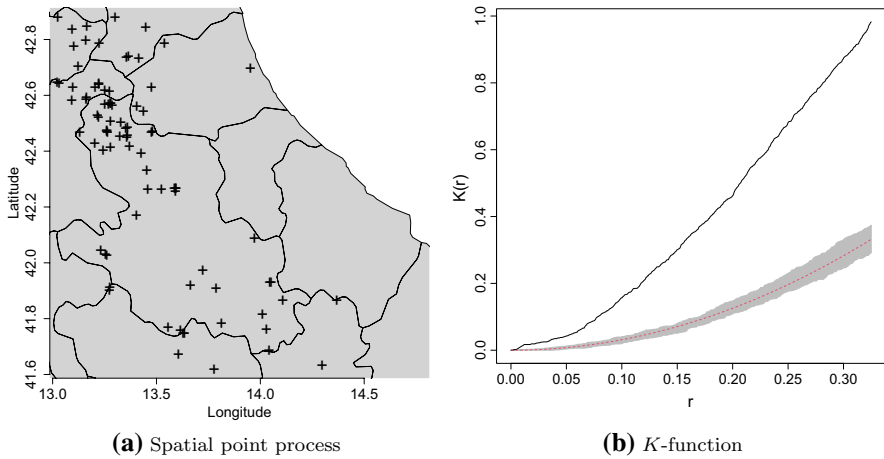 42.8
42.6
42.4
42.2
42.0
41.8
41.6
Latitude
13.0 13.5 14.0 14.5
Longitude
(a) Spatial point process
1.0
0.8
0.6
0.4
0.2
0.0
K(r)
0.00 0.05 0.10 0.15 0.20 0.25 0.30
r
(b) K-function